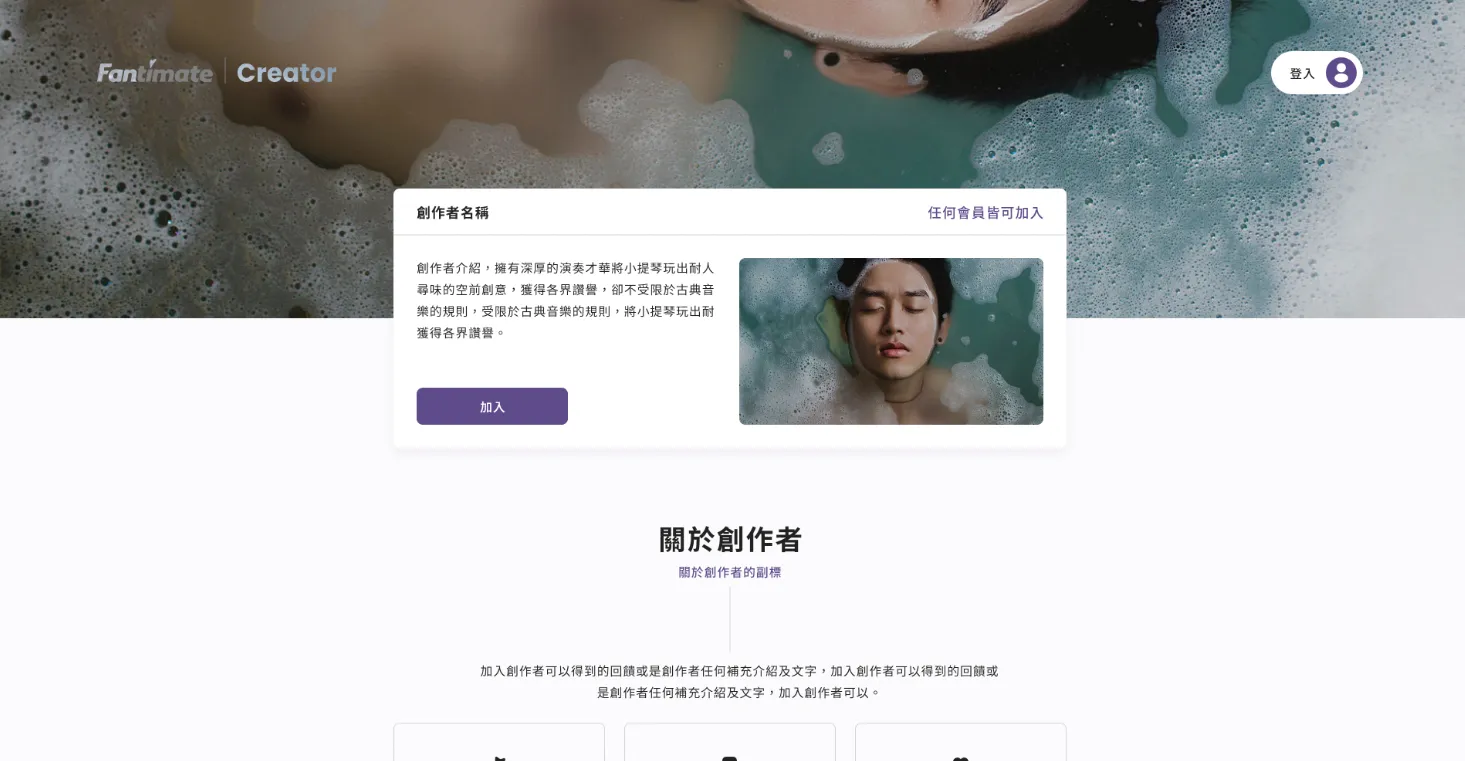 Fantimate | Creator
登入
創作者名稱
任何會員皆可加入
創作者介紹，擁有深厚的演奏才華將小提琴玩出耐人
尋味的空前創意，獲得各界讚譽，卻不受限於古典音
樂的規則，受限於古典音樂的規則，將小提琴玩出耐
獲得各界讚譽。
加入
關於創作者
關於創作者的副標
加入創作者可以得到的回饋或是創作者任何補充介紹及文字，加入創作者可以得到的回饋或
是創作者任何補充介紹及文字，加入創作者可以。